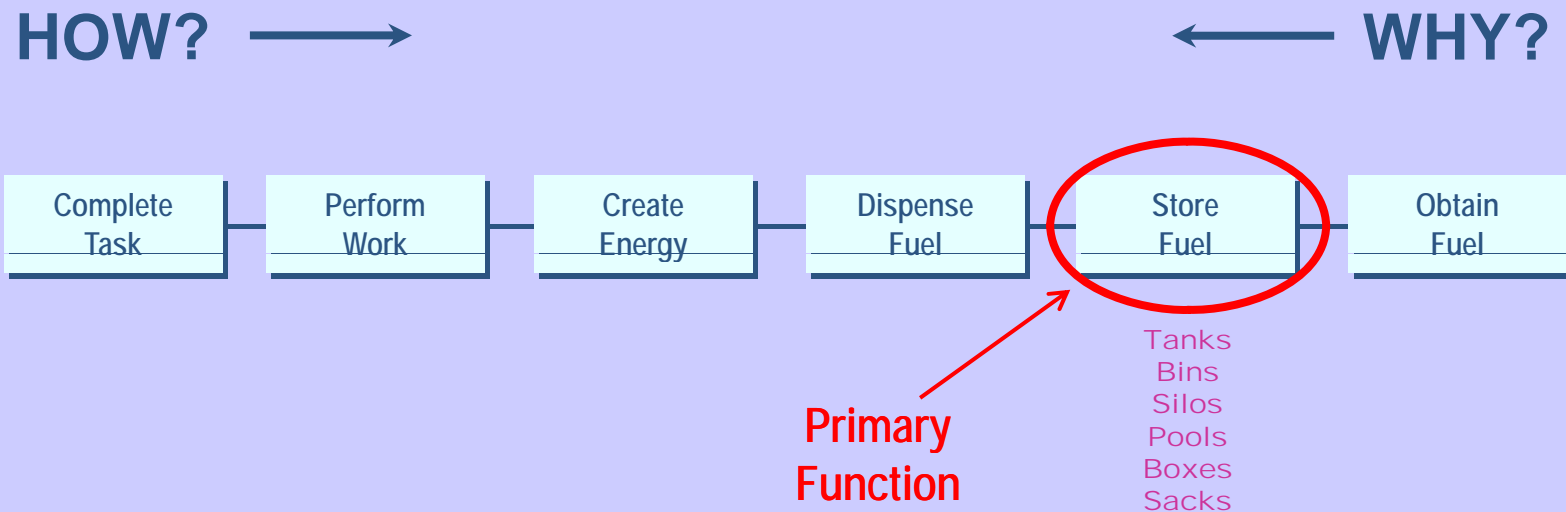 HOW? WHY?
Complete
Task
Perform
Work
Create
Energy
Dispense
Fuel
Store
Fuel
Obtain
Fuel
Tanks
Bins
Silos
Pools
Boxes
Sacks
Primary
Function